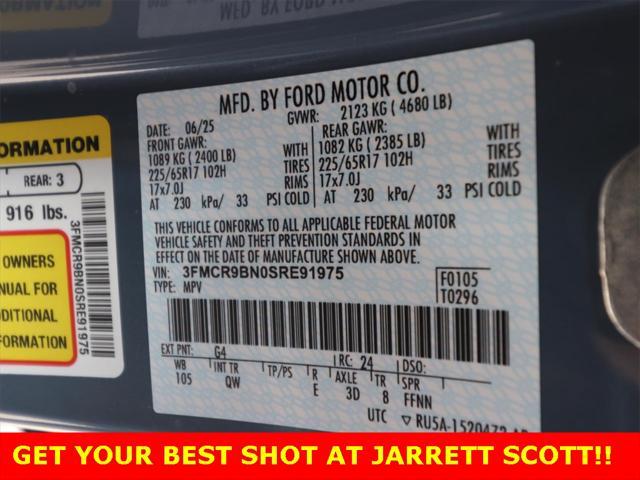 MFD. BY FORD MOTOR CO.
DATE: 06/25 GVWR: 2123 KG ( 4680 LB)
FRONT GAWR: REAR GAWR:
1089 KG ( 2400 LB) WITH 1082 KG ( 2385 LB) WITH
225/65R17 102H TIRES 225/65R17 102H TIRES
17x7.0J RIMS 17x7.0J RIMS
AT 230 kPa/ 33 PSI COLD AT 230 kPa/ 33 PSI COLD
THIS VEHICLE CONFORMS TO ALL APPLICABLE FEDERAL MOTOR
VEHICLE SAFETY AND THEFT PREVENTION STANDARDS IN
EFFECT ON THE DATE OF MANUFACTURE SHOWN ABOVE.
VIN: 3FMCR9BN0SRE91975
TYPE: MPV
F0105
T0296
EXT PNT: G4 RC: 24 DSO:
WB INT TR TP/PS R AXLE TR SPR
105 QW E 3D 8 FFNN
UTC ▽ RU5A-1520472-
ORMATION
REAR: 3
916 lbs.
OWNERS
NUAL FOR
DDITIONAL
FORMATION
3FMCR9BN0SRE91975
GET YOUR BEST SHOT AT JARRETT SCOTT!!